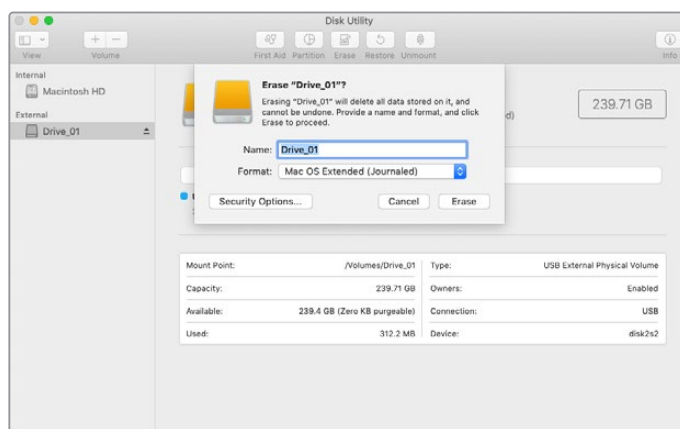 Disk Utility
View
Volume
First Aid Partition Erase Restore Unmount
Info
Internal
Macintosh HD
External
Drive_01
Erase “Drive_01”?
Erasing “Drive_01” will delete all data stored on it, and
cannot be undone. Provide a name and format, and click
Erase to proceed.
Name: Drive_01
Format: Mac OS Extended (Journaled)
Security Options... Cancel Erase
d)
239.71 GB
Mount Point: /Volumes/Drive_01 Type: USB External Physical Volume
Capacity: 239.71 GB Owners: Enabled
Available: 239.4 GB (Zero KB purgeable) Connection: USB
Used: 312.2 MB Device: disk2s2